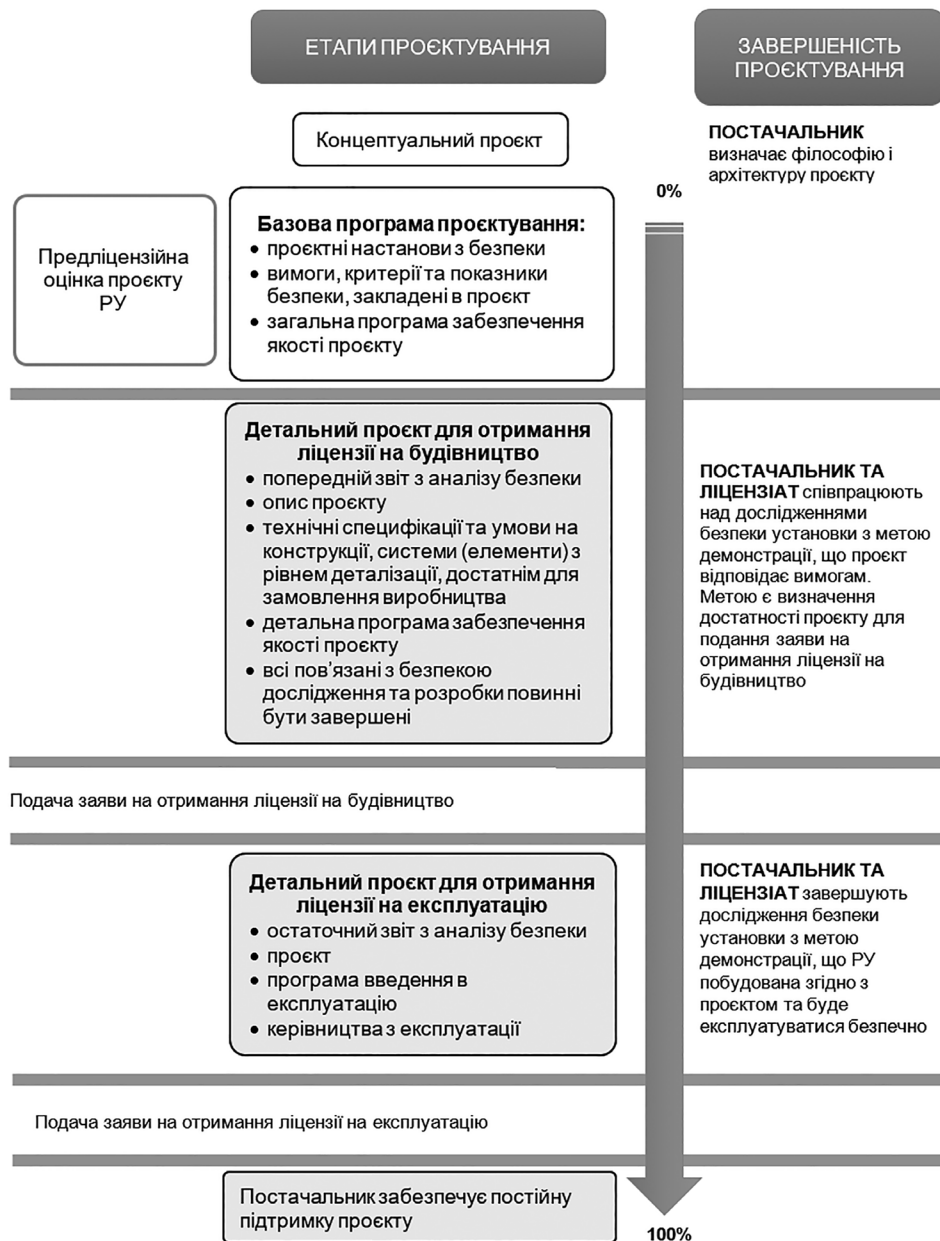 ЕТАПИ ПРОЄКТУВАННЯ
ЗАВЕРШЕНІСТЬ
ПРОЄКТУВАННЯ
Концептуальний проєкт
ПОСТАЧАЛЬНИК
визначає філософію і
архітектуру проєкту
0%
Предліцензійна
оцінка проєкту
РУ
Базова програма проєктування:
• проєктні настанови з безпеки
• вимоги, критерії та показники
безпеки, закладені в проєкт
• загальна програма забезпечення
якості проєкту
Детальний проєкт для отримання
ліцензії на будівництво
• попередній звіт з аналізу безпеки
• опис проєкту
• технічні специфікації та умови на
конструкції, системи (елементи) з
рівнем деталізації, достатнім для
замовлення виробництва
• детальна програма забезпечення
якості проєкту
• всі пов'язані з безпекою
дослідження та розробки повинні
бути завершені
ПОСТАЧАЛЬНИК ТА
ЛІЦЕНЗІАТ співпрацюють
над дослідженнями
безпеки установки з метою
демонстрації, що проєкт
відповідає вимогам.
Метою є визначення
достатності проєкту для
подання заяви на
отримання ліцензії на
будівництво
Подача заяви на отримання ліцензії на будівництво
Детальний проєкт для отримання
ліцензії на експлуатацію
• остаточний звіт з аналізу безпеки
• проєкт
• програма введення в
експлуатацію
• керівництва з експлуатації
ПОСТАЧАЛЬНИК ТА
ЛІЦЕНЗІАТ завершують
дослідження безпеки
установки з метою
демонстрації, що РУ
побудована згідно з
проєктом та буде
експлуатуватися безпечно
Подача заяви на отримання ліцензії на експлуатацію
Постачальник забезпечує постійну
підтримку проєкту
100%